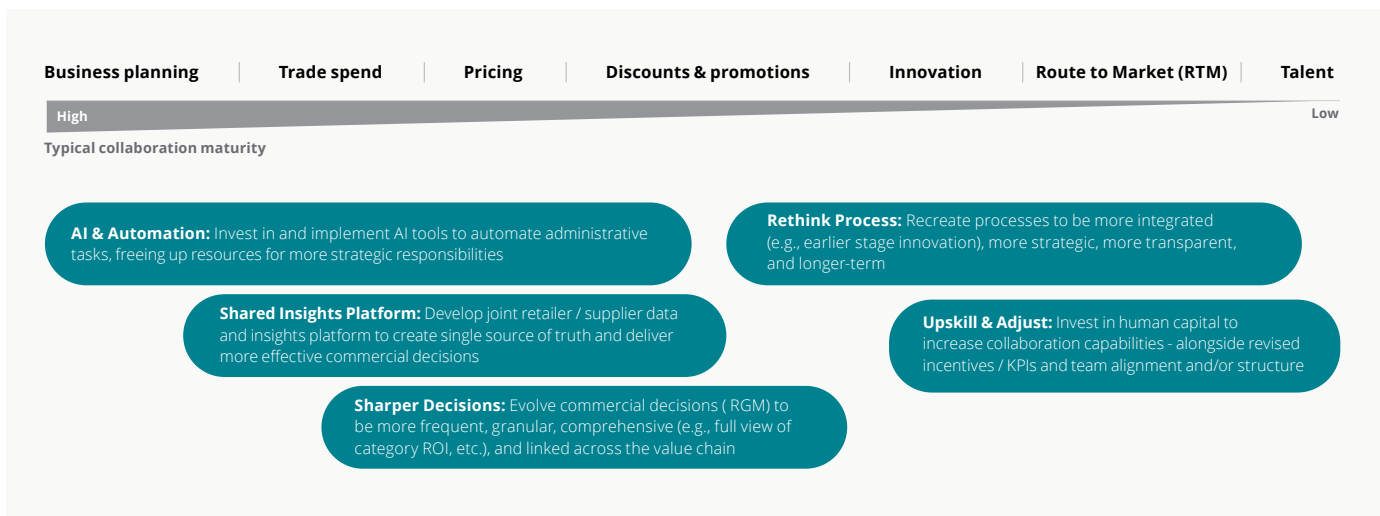 Business planning | Trade spend | Pricing | Discounts & promotions | Innovation | Route to Market (RTM) | Talent
High
Low
Typical collaboration maturity
AI & Automation: Invest in and implement AI tools to automate administrative
tasks, freeing up resources for more strategic responsibilities
Rethink Process: Recreate processes to be more integrated
(e.g., earlier stage innovation), more strategic, more transparent,
and longer-term
Shared Insights Platform: Develop joint retailer / supplier data
and insights platform to create single source of truth and deliver
more effective commercial decisions
Upskill & Adjust: Invest in human capital to
increase collaboration capabilities - alongside revised
incentives / KPIs and team alignment and/or structure
Sharper Decisions: Evolve commercial decisions ( RGM) to
be more frequent, granular, comprehensive (e.g., full view of
category ROI, etc.), and linked across the value chain